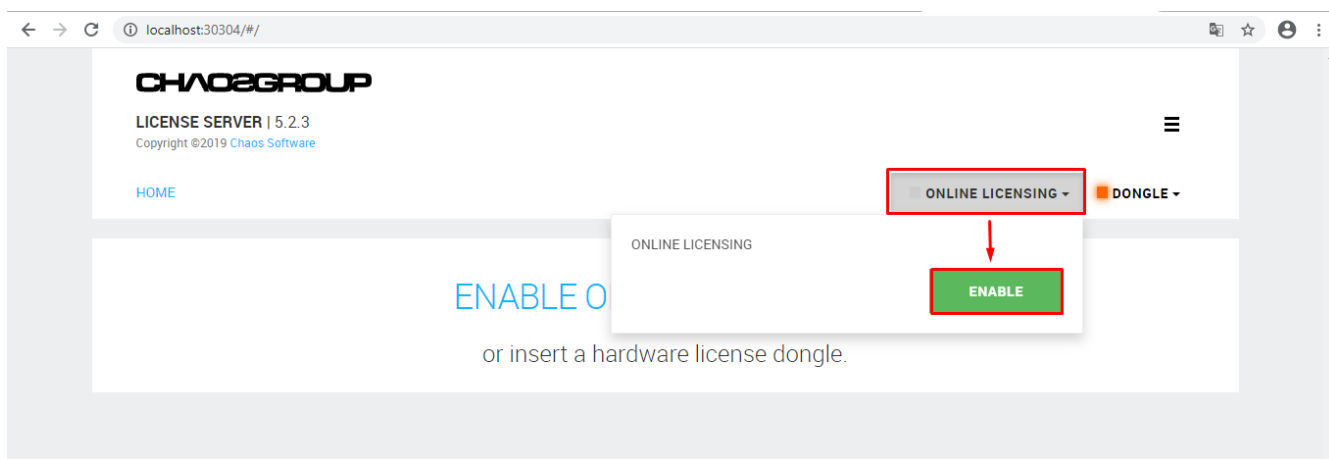 localhost:30304/#/
CHAOSGROUP
LICENSE SERVER | 5.2.3
Copyright ©2019 Chaos Software
HOME
ONLINE LICENSING
DONGLE
ONLINE LICENSING
ENABLE
ENABLE O
or insert a hardware license dongle.